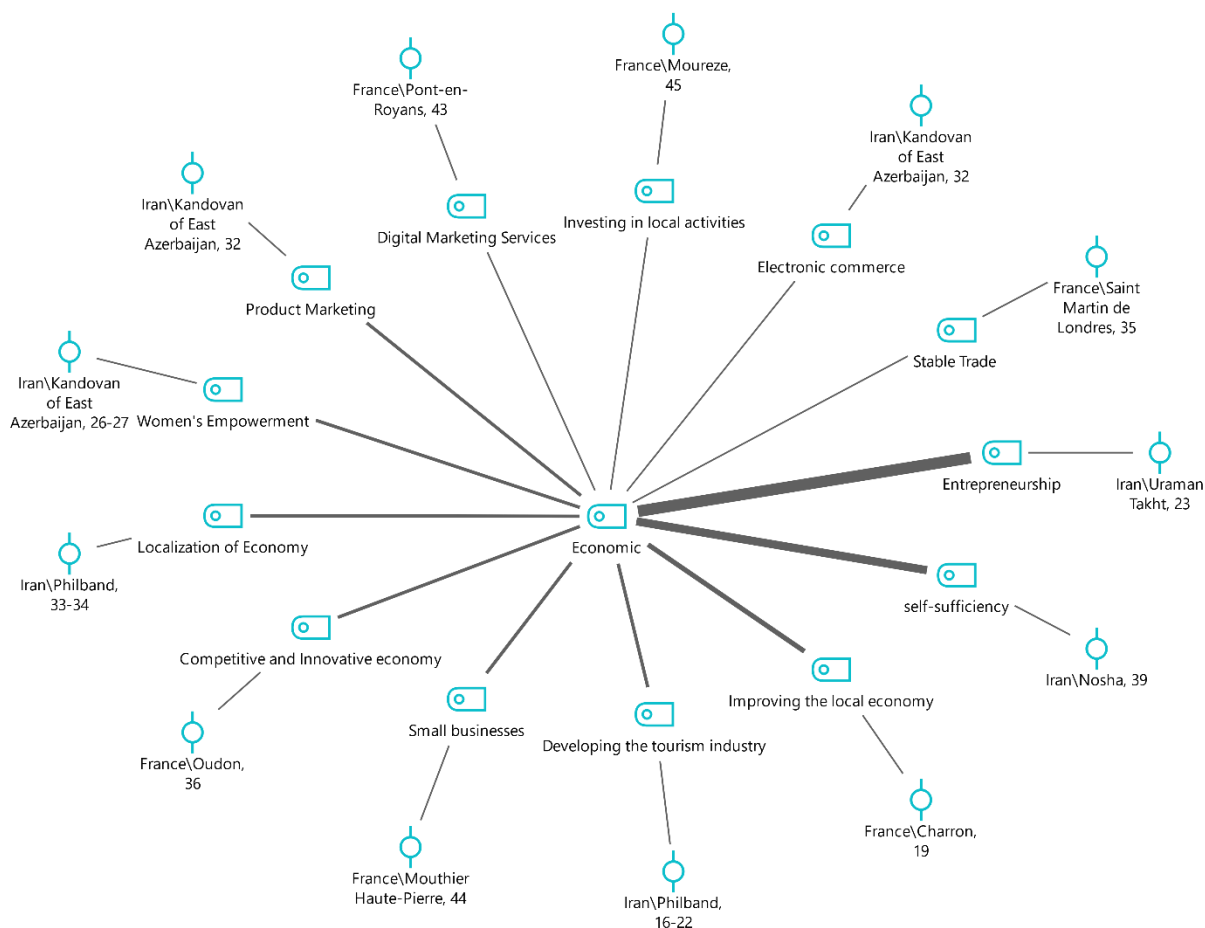 France\Moureze,
45
France\Pont-en-
Royans, 43
Iran\Kandovan
of East
Azerbaijan, 32
Iran\Kandovan
of East
Azerbaijan, 32
Digital Marketing Services
Investing in local activities
Electronic commerce
Product Marketing
France\Saint
Martin de
Londres, 35
Stable Trade
Iran\Kandovan
of East
Azerbaijan, 26-27
Women's Empowerment
Entrepreneurship
Iran\Uraman
Takht, 23
Localization of Economy
Economic
Iran\Philband,
33-34
self-sufficiency
Competitive and Innovative economy
Iran\Nosha, 39
Improving the local economy
Small businesses
Developing the tourism industry
France\Oudon,
36
France\Charron,
19
France\Mouthier
Haute-Pierre, 44
Iran\Philband,
16-22